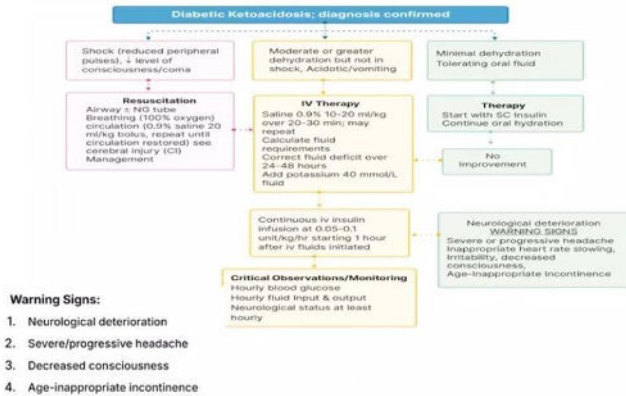 Diabetic Ketoacidosis; diagnosis confirmed
Shock (reduced peripheral
pulses), ↓ level of
consciousness/coma
Moderate or greater
dehydration but not in
shock, Acidotic/vomiting
Minimal dehydration
Tolerating oral fluid
Resuscitation
Airway ± NG tube
Breathing (100% oxygen)
circulation (0.9% saline 20
ml/kg bolus, repeat until
circulation restored) see
cerebral injury (CI)
Management
IV Therapy
Saline 0.9% 10-20 ml/kg
over 20-30 min; may
repeat
Calculate fluid
requirements
Correct fluid deficit over
24-48 hours
Add potassium 40 mmol/L
fluid
Therapy
Start with SC Insulin
Continue oral hydration
No
Improvement
Continuous iv insulin
infusion at 0.05-0.1
unit/kg/hr starting 1 hour
after iv fluids initiated
Neurological deterioration
WARNING SIGNS
Severe or progressive headache
Inappropriate heart rate slowing,
Irritability, decreased
consciousness,
Age-Inappropriate Incontinence
Critical Observations/Monitoring
Hourly blood glucose
Hourly fluid Input & output
Neurological status at least
hourly
Warning Signs:
1. Neurological deterioration
2. Severe/progressive headache
3. Decreased consciousness
4. Age-inappropriate incontinence